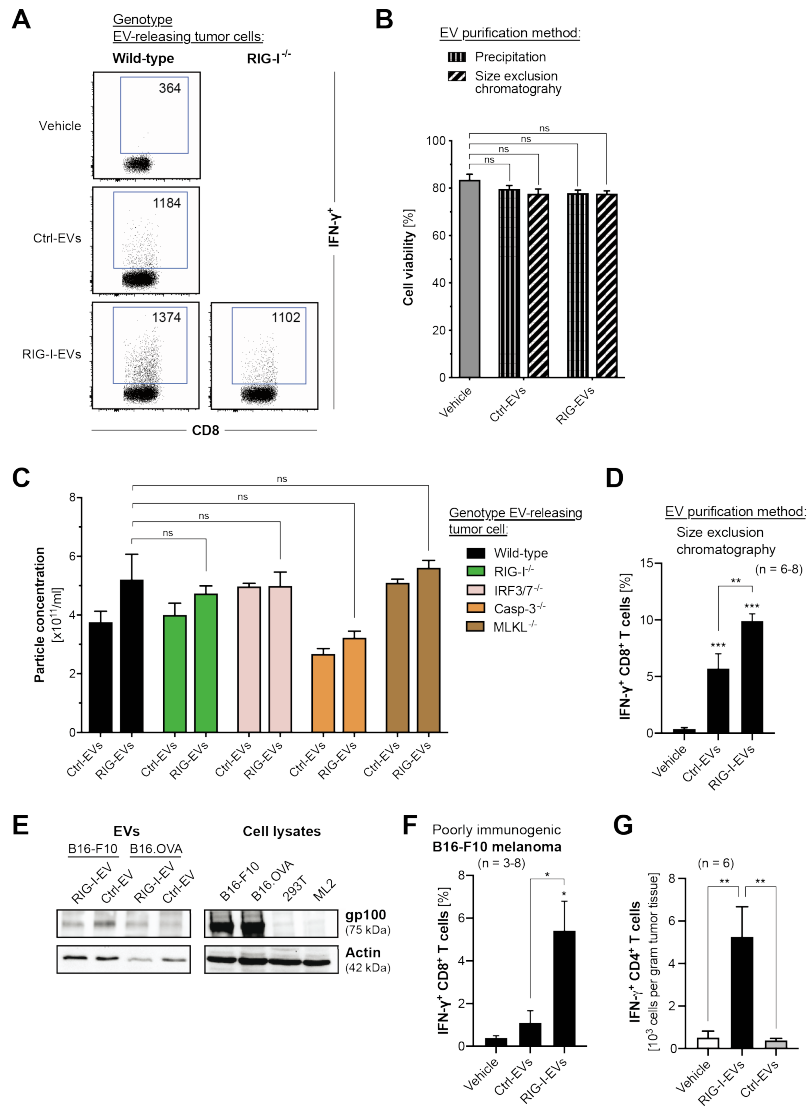 A
Genotype
EV-releasing tumor cells:
Wild-type
RIG-I-/-
Vehicle
364
Ctrl-EVs
1184
RIG-I-EVs
1374
1102
IFN-γ+
CD8
B
EV purification method:
Precipitation
Size exclusion
chromatograhy
Cell viability [%]
100
80
60
40
20
0
ns
ns
ns
ns
Vehicle
Ctrl-EVs
RIG-EVs
C
Particle concentration
[x10¹¹/ml]
8
6
4
2
0
ns
ns
ns
ns
Ctrl-EVs
RIG-EVs
Ctrl-EVs
RIG-EVs
Ctrl-EVs
RIG-EVs
Ctrl-EVs
RIG-EVs
Ctrl-EVs
RIG-EVs
Genotype EV-releasing
tumor cell:
Wild-type
RIG-I-/-
IRF3/7-/-
Casp-3-/-
MLKL-/-
D
EV purification method:
Size exclusion
chromatography
(n = 6-8)
IFN-γ+ CD8+ T cells [%]
15
10
5
0
**
***
***
Vehicle
Ctrl-EVs
RIG-I-EVs
E
EVs
B16-F10
B16.OVA
RIG-I-EV
Ctrl-EV
RIG-I-EV
Ctrl-EV
Cell lysates
B16-F10
B16.OVA
293T
ML2
gp100
(75 kDa)
Actin
(42 kDa)
F
Poorly immunogenic
B16-F10 melanoma
(n = 3-8)
IFN-γ+ CD8+ T cells [%]
8
6
4
2
0
*
*
Vehicle
Ctrl-EVs
RIG-I-EVs
G
(n = 6)
IFN-γ+ CD4+ T cells
[10³ cells per gram tumor tissue]
8
6
4
2
0
**
**
Vehicle
RIG-I-EVs
Ctrl-EVs